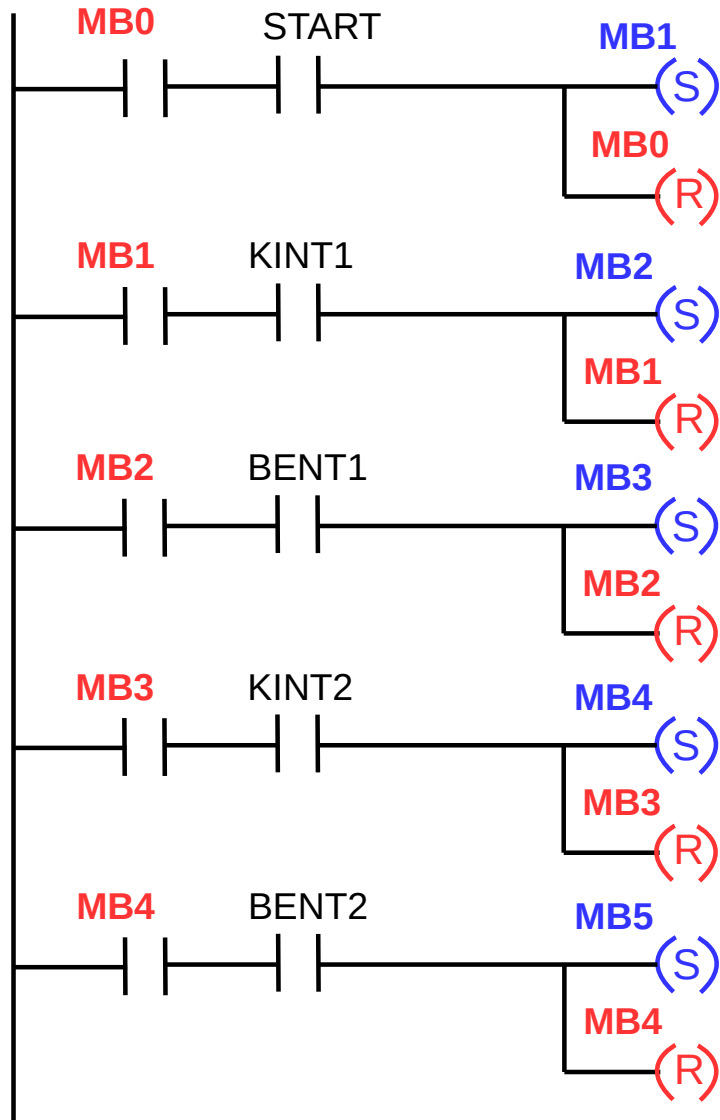 MB0 START MB1
(S)
MB0
(R)
MB1 KINT1 MB2
(S)
MB1
(R)
MB2 BENT1 MB3
(S)
MB2
(R)
MB3 KINT2 MB4
(S)
MB3
(R)
MB4 BENT2 MB5
(S)
MB4
(R)